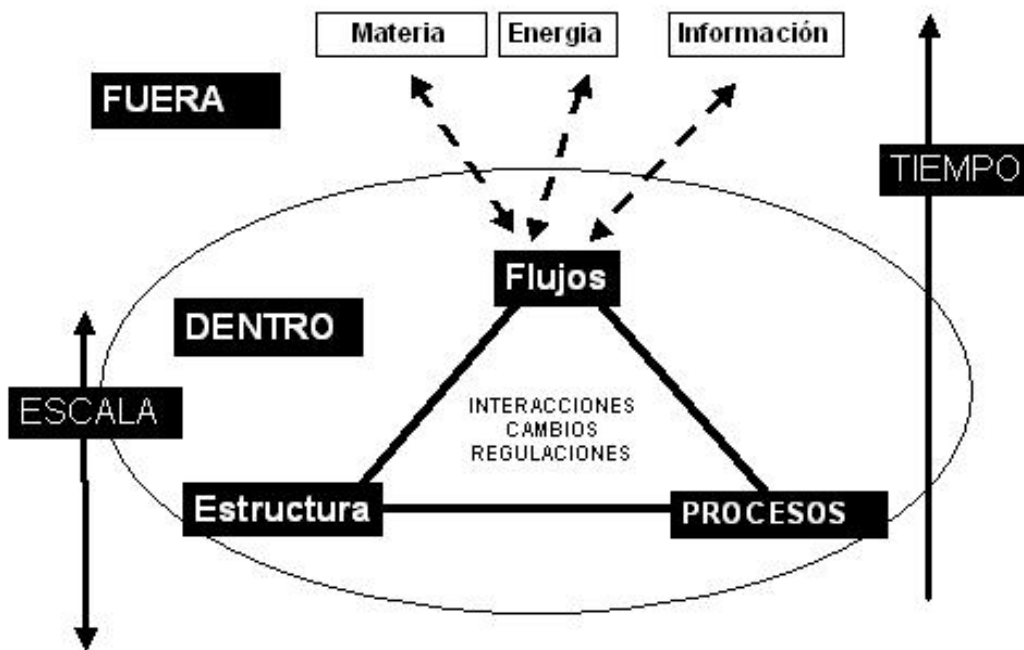 Materia
Energia
Información
FUERA
TIEMPO
Flujos
DENTRO
ESCALA
INTERACCIONES
CAMBIOS
REGULACIONES
Estructura
PROCESOS